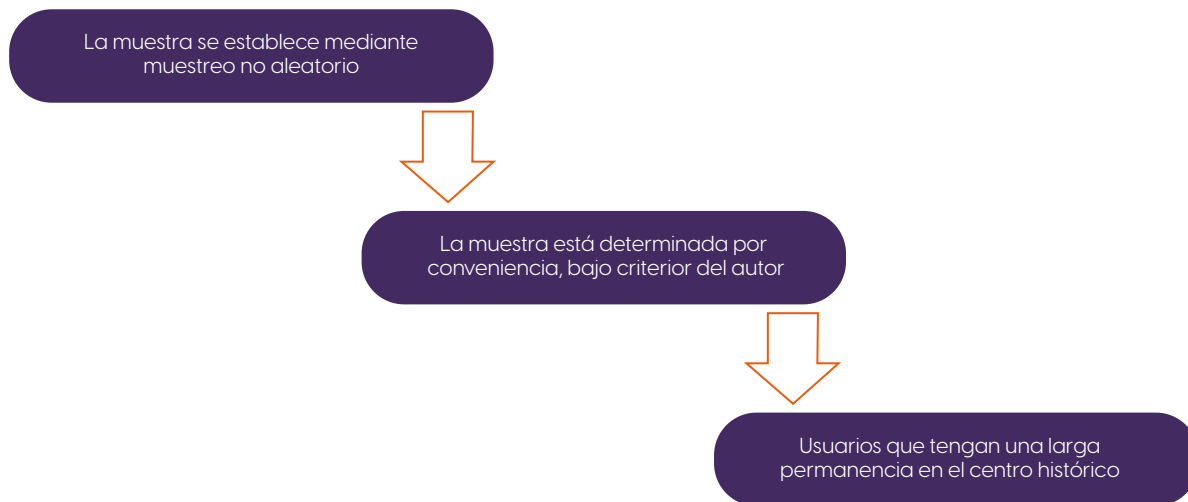 La muestra se establece mediante
muestreo no aleatorio
La muestra está determinada por
conveniencia, bajo criterior del autor
Usuarios que tengan una larga
permanencia en el centro histórico